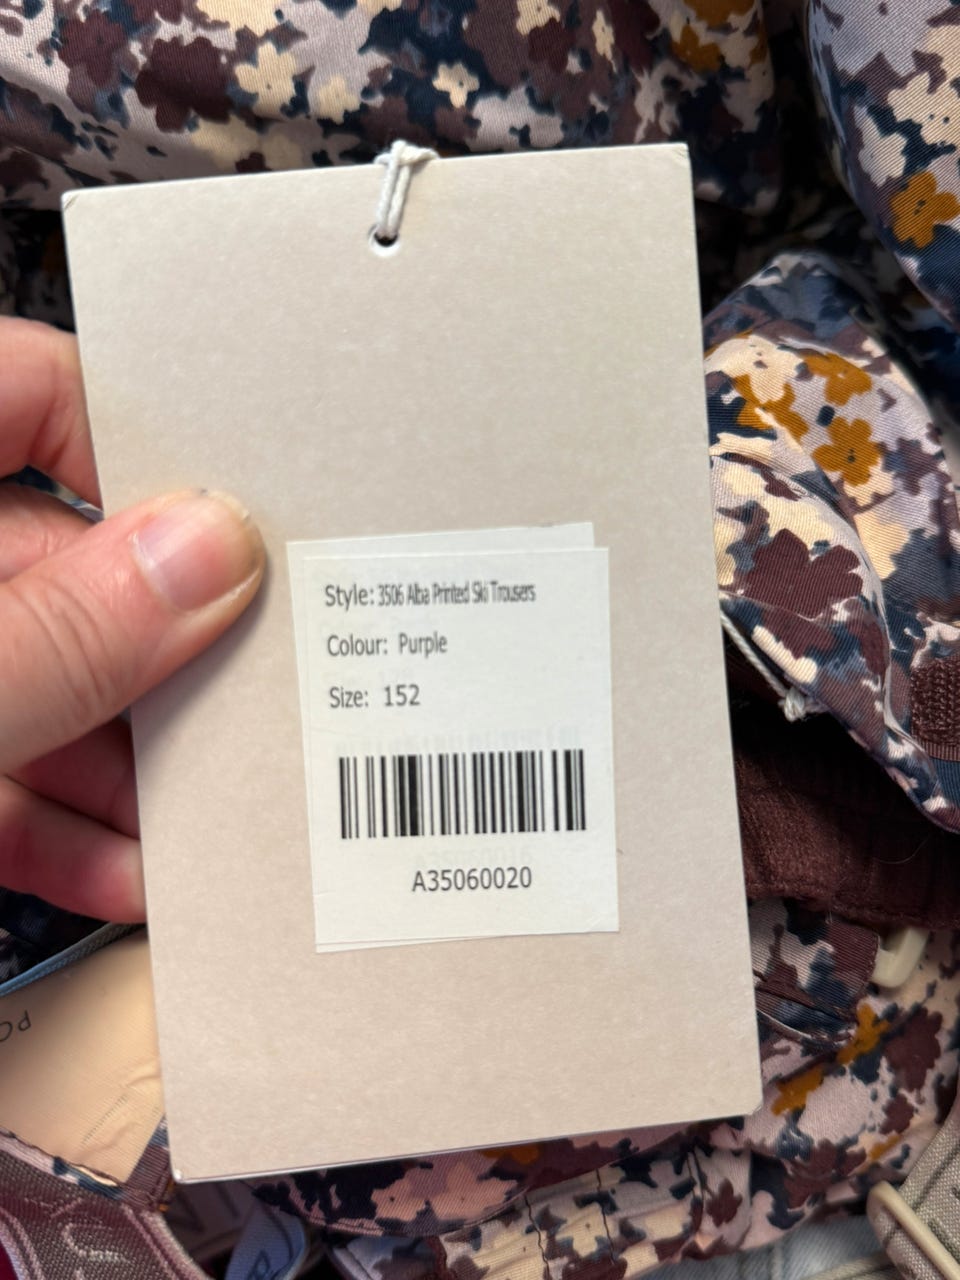 Style: 3506 Alba Printed Ski Trousers
Colour: Purple
Size: 152
A35060020